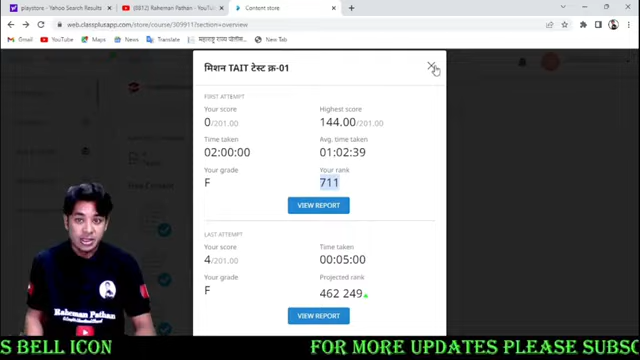 playstore - Yahoo Search Results
(0812) Raheman Pathan - YouTube
Content store
web.classplusapp.com/store/course/309911?section=overview
Gmail
YouTube
Maps
News
Translate
महाराष्ट्र राज्य पोलीस...
New Tab
मिशन TAIT टेस्ट क्र-01
FIRST ATTEMPT
Your score
Highest score
0/201.00
144.00/201.00
Time taken
Avg. time taken
02:00:00
01:02:39
Your grade
Your rank
F
711
VIEW REPORT
LAST ATTEMPT
Your score
Time taken
4/201.00
00:05:00
Your grade
Projected rank
F
462 249
VIEW REPORT
Free Content
Raheman Pathan
S BELL ICON
FOR MORE UPDATES PLEASE SUBSC